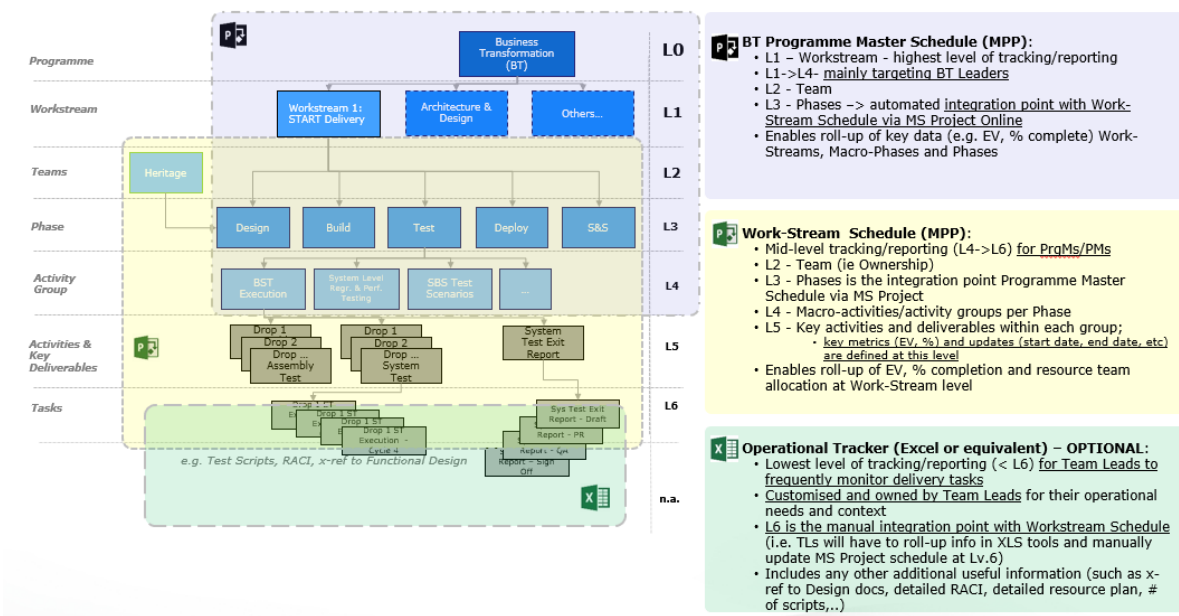 Programme
Business
Transformation
(BT)
L0
Workstream
Workstream 1:
START Delivery
Architecture &
Design
Others...
L1
Teams
Heritage
L2
Phase
Design
Build
Test
Deploy
S&S
L3
Activity
Group
BST
Execution
System Level
Regr. & Perf.
Testing
SBS Test
Scenarios
...
L4
Activities &
Key
Deliverables
Drop 1
Drop 2
Drop ...
Assembly
Test
Drop 1
Drop 2
Drop ...
System
Test
System
Test Exit
Report
L5
Tasks
Drop 1 ST
Drop 1 ST
Drop 1 ST
Execution -
Cycle 4
Sys Test Exit
Report - Draft
Report - PR
Report - QR
Report - Sign
Off
L6
e.g. Test Scripts, RACI, x-ref to Functional Design
n.a.
BT Programme Master Schedule (MPP):
• L1 – Workstream - highest level of tracking/reporting
• L1->L4- mainly targeting BT Leaders
• L2 - Team
• L3 - Phases –> automated integration point with Work-
Stream Schedule via MS Project Online
• Enables roll-up of key data (e.g. EV, % complete) Work-
Streams, Macro-Phases and Phases
Work-Stream Schedule (MPP):
• Mid-level tracking/reporting (L4->L6) for PrgMs/PMs
• L2 - Team (ie Ownership)
• L3 - Phases is the integration point Programme Master
Schedule via MS Project
• L4 - Macro-activities/activity groups per Phase
• L5 - Key activities and deliverables within each group;
• key metrics (EV, %) and updates (start date, end date, etc)
are defined at this level
• Enables roll-up of EV, % completion and resource team
allocation at Work-Stream level
Operational Tracker (Excel or equivalent) – OPTIONAL:
• Lowest level of tracking/reporting (< L6) for Team Leads to
frequently monitor delivery tasks
• Customised and owned by Team Leads for their operational
needs and context
• L6 is the manual integration point with Workstream Schedule
(i.e. TLs will have to roll-up info in XLS tools and manually
update MS Project schedule at Lv.6)
• Includes any other additional useful information (such as x-
ref to Design docs, detailed RACI, detailed resource plan, #
of scripts,..)